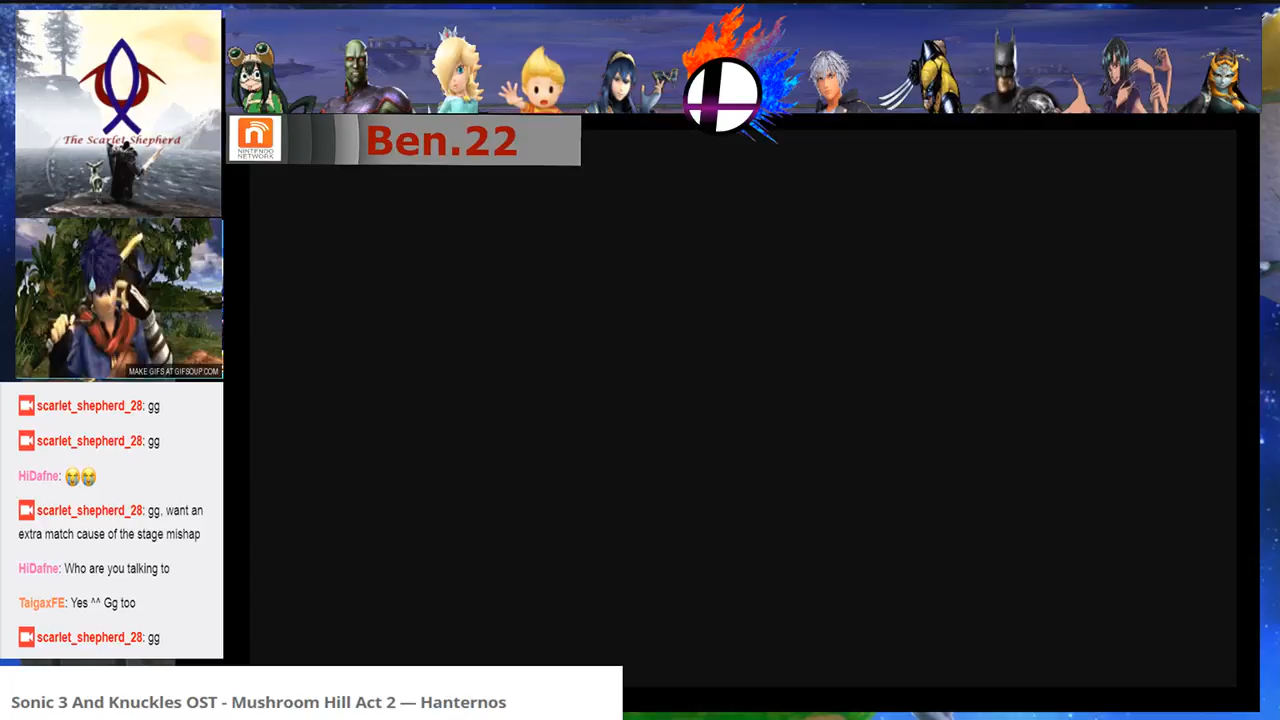 The Scarlet Shepherd
NINTENDO
NETWORK
Ben.22
MAKE GIFS AT GIFSOUP.COM
scarlet_shepherd_28: gg
scarlet_shepherd_28: gg
HiDafne: 😭😭
scarlet_shepherd_28: gg, want an
extra match cause of the stage mishap
HiDafne: Who are you talking to
TaigaxFE: Yes ^^ Gg too
scarlet_shepherd_28: gg
Sonic 3 And Knuckles OST - Mushroom Hill Act 2 — Hanternos